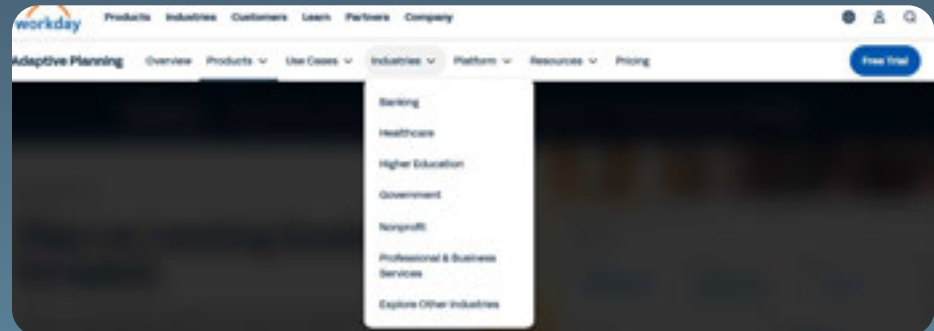 workday
Products Industries Customers Learn Partners Company
Adaptive Planning Overview Products Use Cases Industries Platform Resources Pricing Free Trial
Banking
Healthcare
Higher Education
Government
Nonprofit
Professional & Business
Services
Explore Other Industries